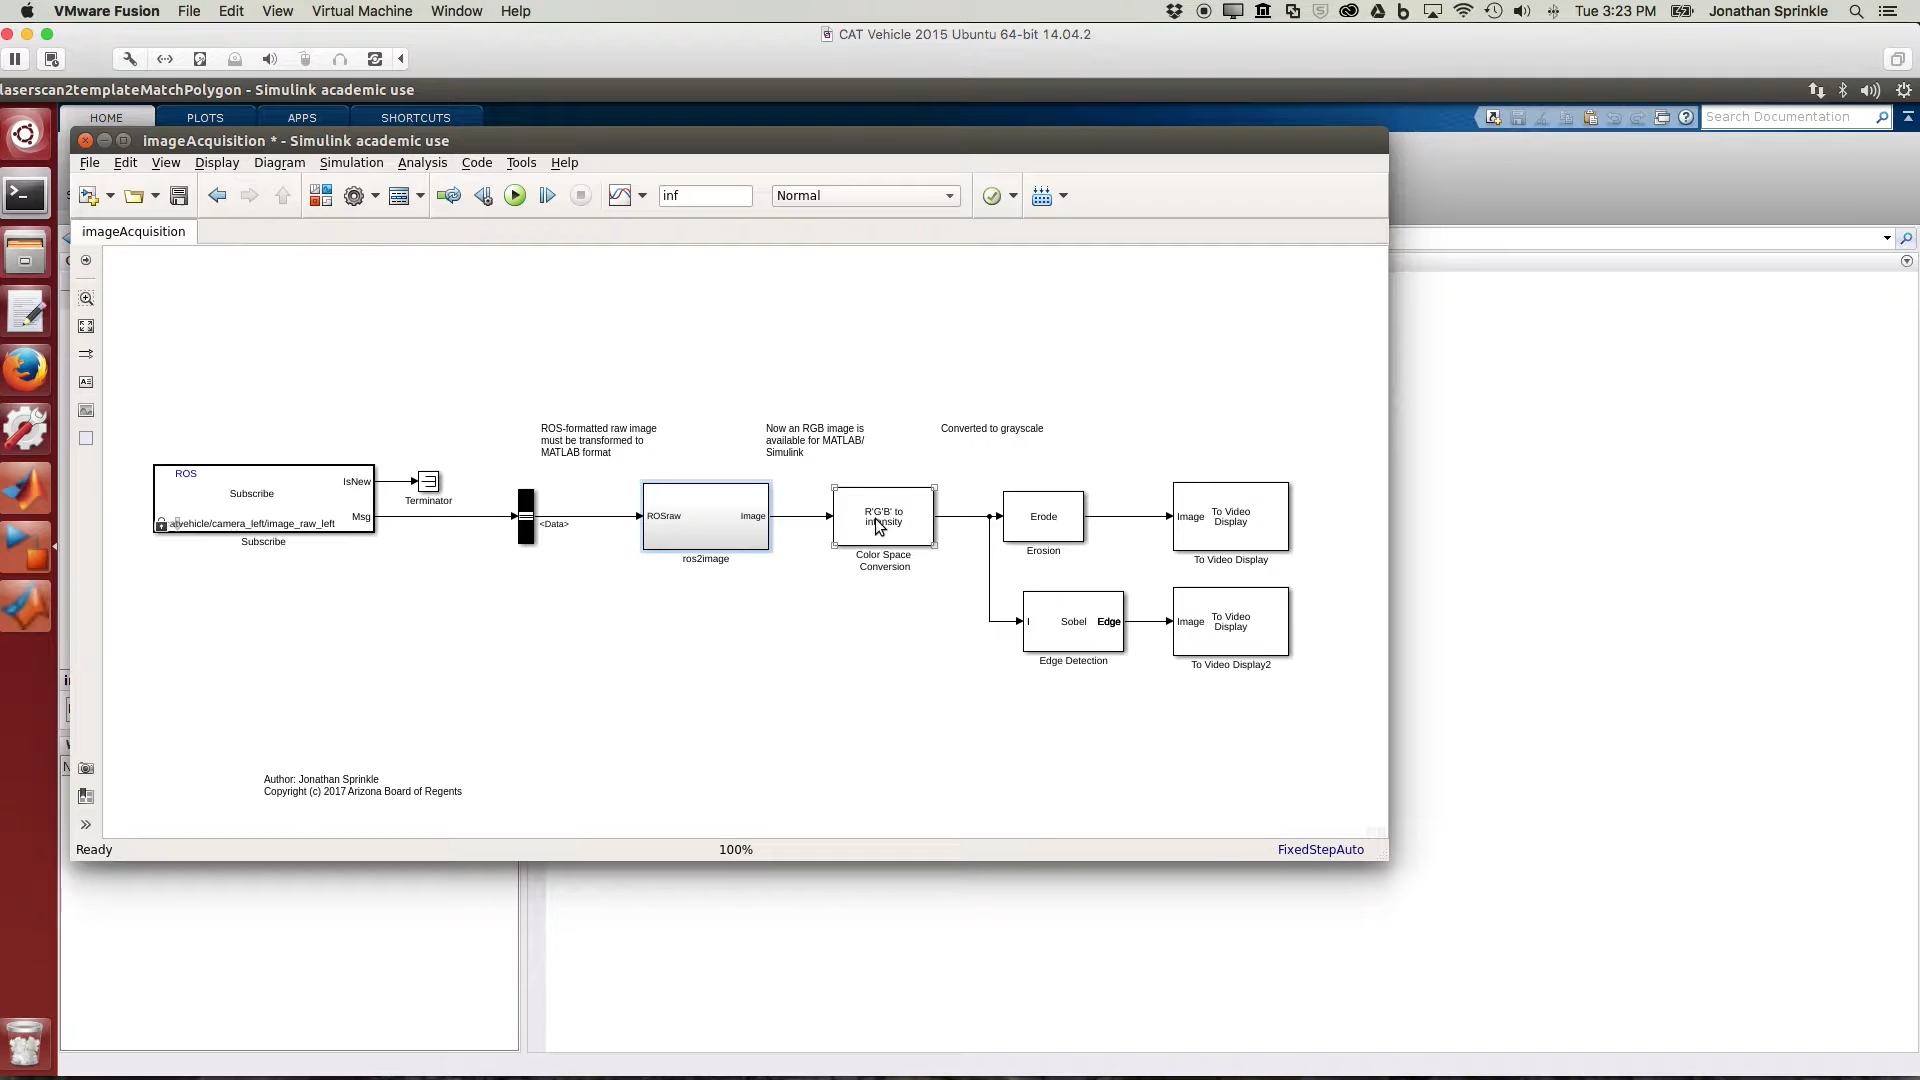 VMware Fusion File Edit View Virtual Machine Window Help Tue 3:23 PM Jonathan Sprinkle
CAT Vehicle 2015 Ubuntu 64-bit 14.04.2
laserscan2templateMatchPolygon - Simulink academic use
HOME PLOTS APPS SHORTCUTS Search Documentation
imageAcquisition * - Simulink academic use
File Edit View Display Diagram Simulation Analysis Code Tools Help
inf Normal
imageAcquisition
ROS-formatted raw image
must be transformed to
MATLAB format
Now an RGB image is
available for MATLAB/
Simulink
Converted to grayscale
ROS
Subscribe
IsNew
Msg
vehicle/camera_left/image_raw_left
Subscribe
Terminator
<Data>
ROSraw Image
ros2image
R'G'B' to
intensity
Color Space
Conversion
Erode
Erosion
Image To Video
Display
To Video Display
I Sobel Edge
Edge Detection
Image To Video
Display
To Video Display2
Author: Jonathan Sprinkle
Copyright (c) 2017 Arizona Board of Regents
Ready 100% FixedStepAuto